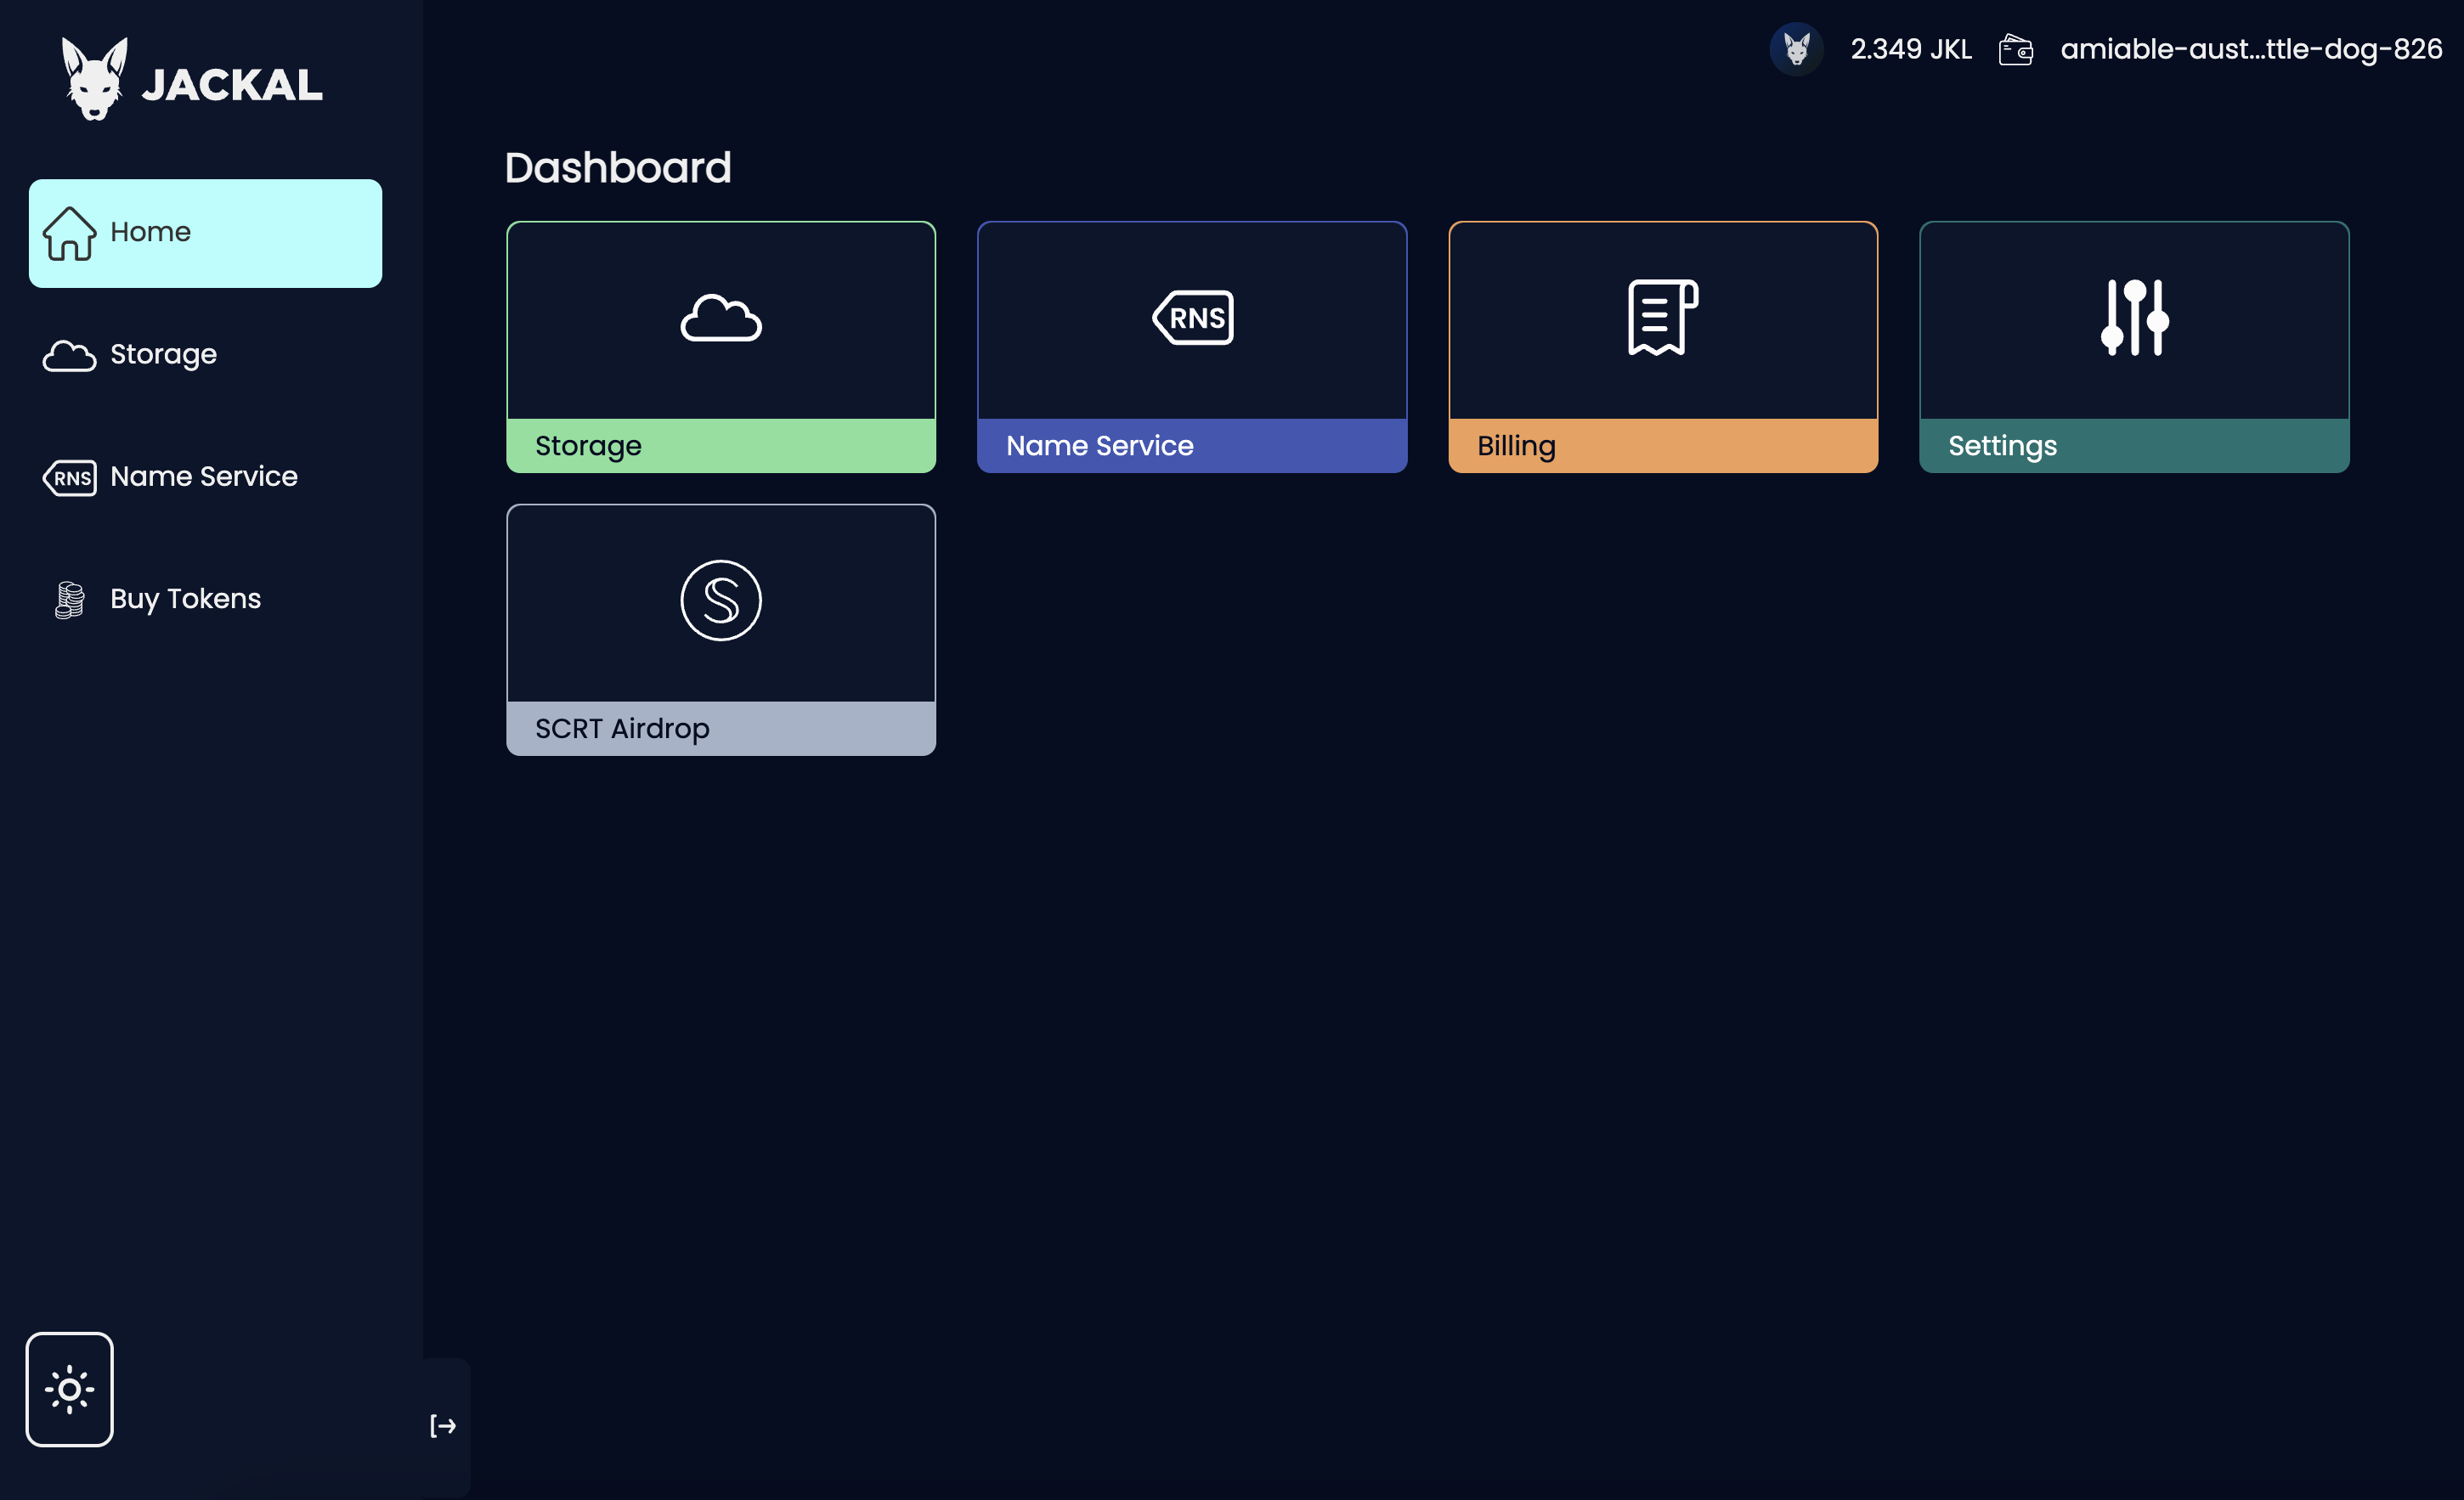 JACKAL
2.349 JKL
amiable-aust...ttle-dog-826
Home
Storage
RNS
Name Service
Buy Tokens
Dashboard
Storage
RNS
Name Service
Billing
Settings
SCRT Airdrop